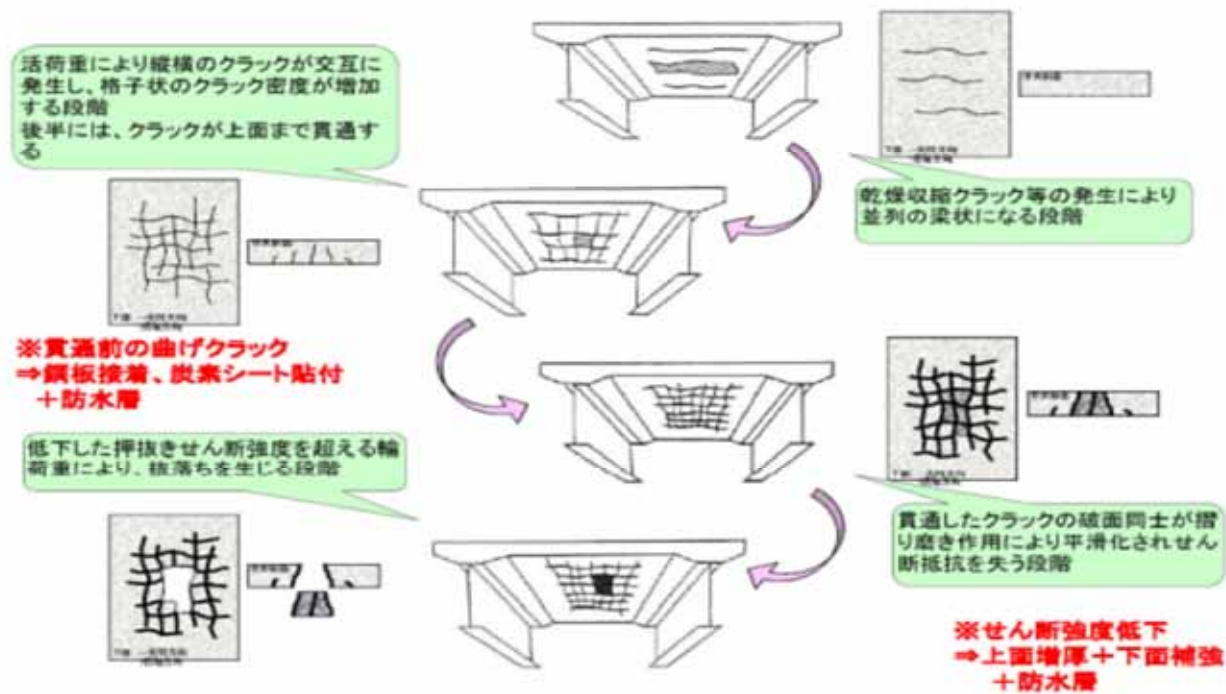 活荷重により縦横のクラックが交互に
発生し、格子状のクラック密度が増加
する段階
後半には、クラックが上面まで貫通す
る
乾燥収縮クラック等の発生により
並列の梁状になる段階
※貫通前の曲げクラック
⇒鋼板接着、炭素シート貼付
＋防水層
低下した押抜きせん断強度を超える輪
荷重により、抜落ちを生じる段階
貫通したクラックの破面同士が摺
り磨き作用により平滑化されせん
断抵抗を失う段階
※せん断強度低下
⇒上面増厚＋下面補強
＋防水層